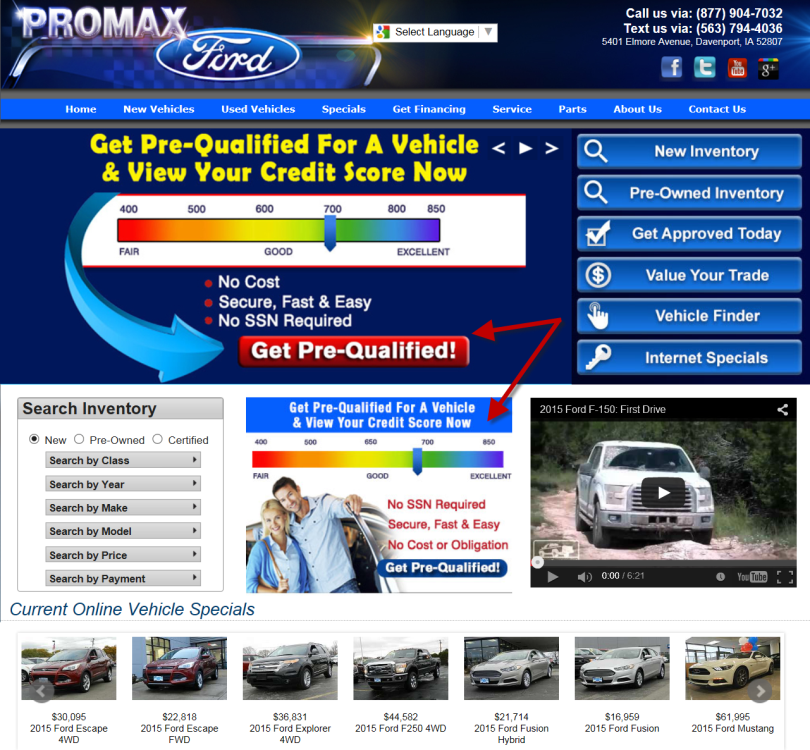 PROMAX
Ford
Select Language
Call us via: (877) 904-7032
Text us via: (563) 794-4036
5401 Elmore Avenue, Davenport, IA 52807
Home New Vehicles Used Vehicles Specials Get Financing Service Parts About Us Contact Us
Get Pre-Qualified For A Vehicle
& View Your Credit Score Now
400 500 600 700 800 850
FAIR GOOD EXCELLENT
No Cost
Secure, Fast & Easy
No SSN Required
Get Pre-Qualified!
New Inventory
Pre-Owned Inventory
Get Approved Today
Value Your Trade
Vehicle Finder
Internet Specials
Search Inventory
New Pre-Owned Certified
Search by Class
Search by Year
Search by Make
Search by Model
Search by Price
Search by Payment
Get Pre-Qualified For A Vehicle
& View Your Credit Score Now
400 500 650 700 850
FAIR GOOD EXCELLENT
No SSN Required
Secure, Fast & Easy
No Cost or Obligation
Get Pre-Qualified!
2015 Ford F-150: First Drive
0:00 / 6:21
YouTube
Current Online Vehicle Specials
$30,095
2015 Ford Escape
4WD
$22,818
2015 Ford Escape
FWD
$36,831
2015 Ford Explorer
4WD
$44,582
2015 Ford F250 4WD
$21,714
2015 Ford Fusion
Hybrid
$16,959
2015 Ford Fusion
$61,995
2015 Ford Mustang